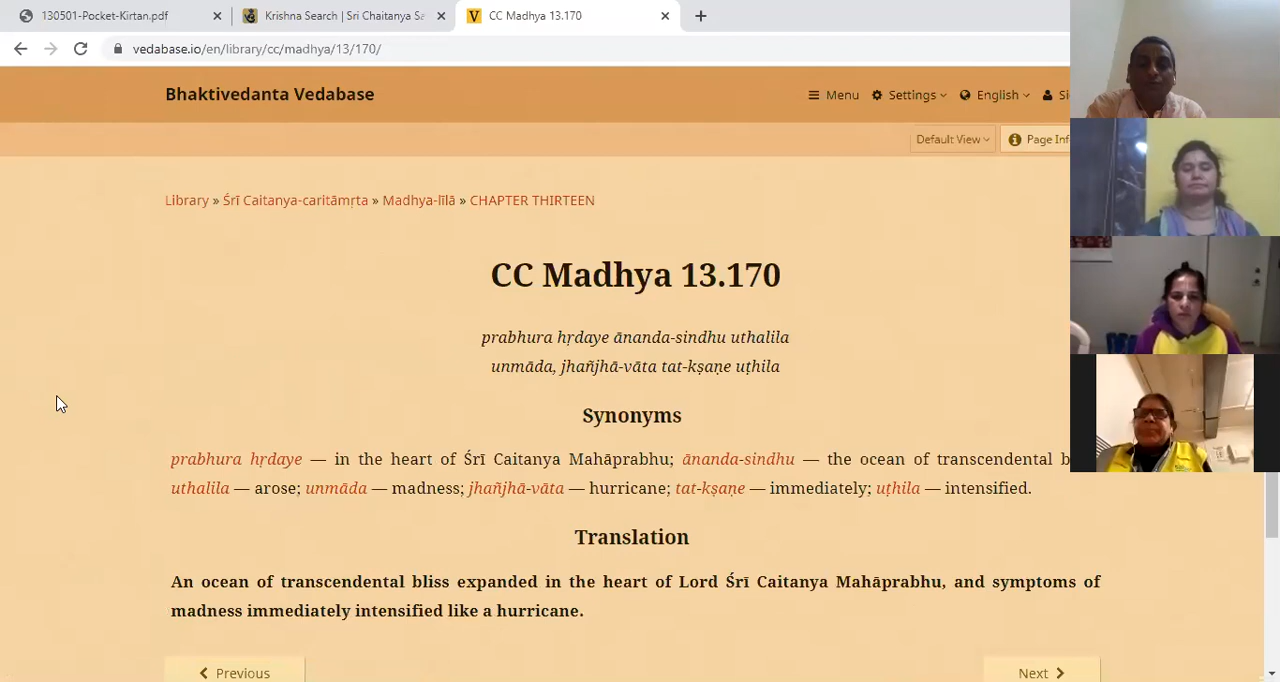 130501-Pocket-Kirtan.pdf
Krishna Search | Sri Chaitanya Sa
CC Madhya 13.170
vedabase.io/en/library/cc/madhya/13/170/
Bhaktivedanta Vedabase
Menu Settings English Si
Default View Page Inf
Library » Śrī Caitanya-caritāmṛta » Madhya-līlā » CHAPTER THIRTEEN
CC Madhya 13.170
prabhura hṛdaye ānanda-sindhu uthalila
unmāda, jhañjhā-vāta tat-kṣaṇe uṭhila
Synonyms
prabhura hṛdaye — in the heart of Śrī Caitanya Mahāprabhu; ānanda-sindhu — the ocean of transcendental b
uthalila — arose; unmāda — madness; jhañjhā-vāta — hurricane; tat-kṣaṇe — immediately; uṭhila — intensified.
Translation
An ocean of transcendental bliss expanded in the heart of Lord Śrī Caitanya Mahāprabhu, and symptoms of
madness immediately intensified like a hurricane.
Previous
Next